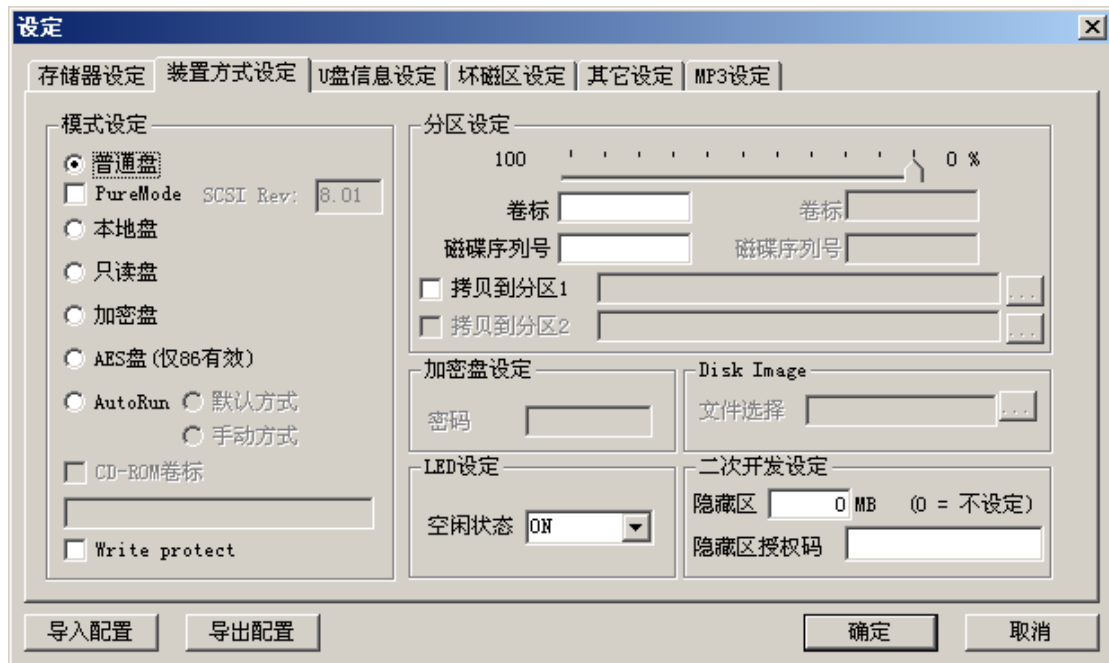 设定
存储器设定 装置方式设定 U盘信息设定 坏磁区设定 其它设定 MP3设定
模式设定
普通盘
PureMode SCSI Rev: 8.01
本地盘
只读盘
加密盘
AES盘(仅86有效)
AutoRun 默认方式
手动方式
CD-ROM卷标
Write protect
分区设定
100 0 %
卷标 卷标
磁碟序列号 磁碟序列号
拷贝到分区1 ...
拷贝到分区2 ...
加密盘设定
密码
Disk Image
文件选择 ...
LED设定
空闲状态 ON
二次开发设定
隐藏区 0 MB (0 = 不设定)
隐藏区授权码
导入配置 导出配置 确定 取消